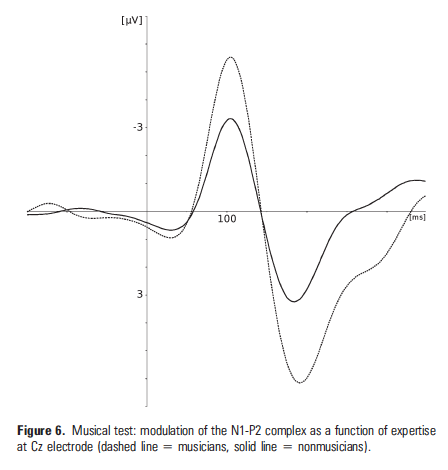 [µV]
-3
100
[ms]
3
Figure 6. Musical test: modulation of the N1-P2 complex as a function of expertise
at Cz electrode (dashed line = musicians, solid line = nonmusicians).